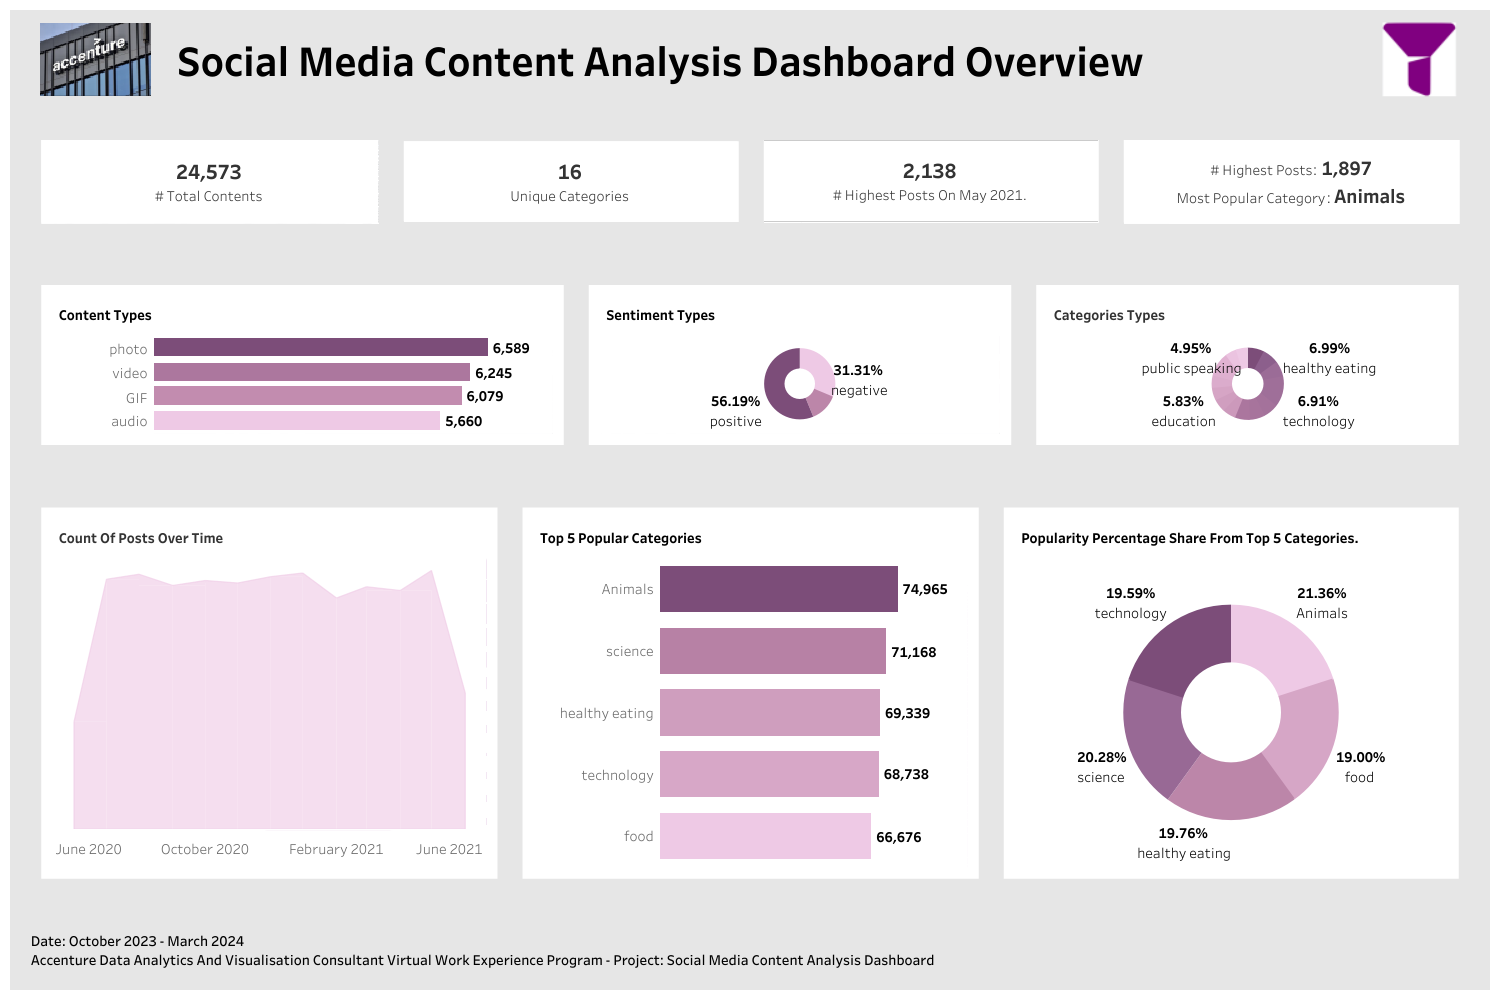 accenture
Social Media Content Analysis Dashboard Overview
24,573
# Total Contents
16
Unique Categories
2,138
# Highest Posts On May 2021.
# Highest Posts: 1,897
Most Popular Category: Animals
Content Types
photo 6,589
video 6,245
GIF 6,079
audio 5,660
Sentiment Types
31.31%
negative
56.19%
positive
Categories Types
4.95%
public speaking
6.99%
healthy eating
5.83%
education
6.91%
technology
Count Of Posts Over Time
June 2020 October 2020 February 2021 June 2021
Top 5 Popular Categories
Animals 74,965
science 71,168
healthy eating 69,339
technology 68,738
food 66,676
Popularity Percentage Share From Top 5 Categories.
19.59%
technology
21.36%
Animals
20.28%
science
19.00%
food
19.76%
healthy eating
Date: October 2023 - March 2024
Accenture Data Analytics And Visualisation Consultant Virtual Work Experience Program - Project: Social Media Content Analysis Dashboard